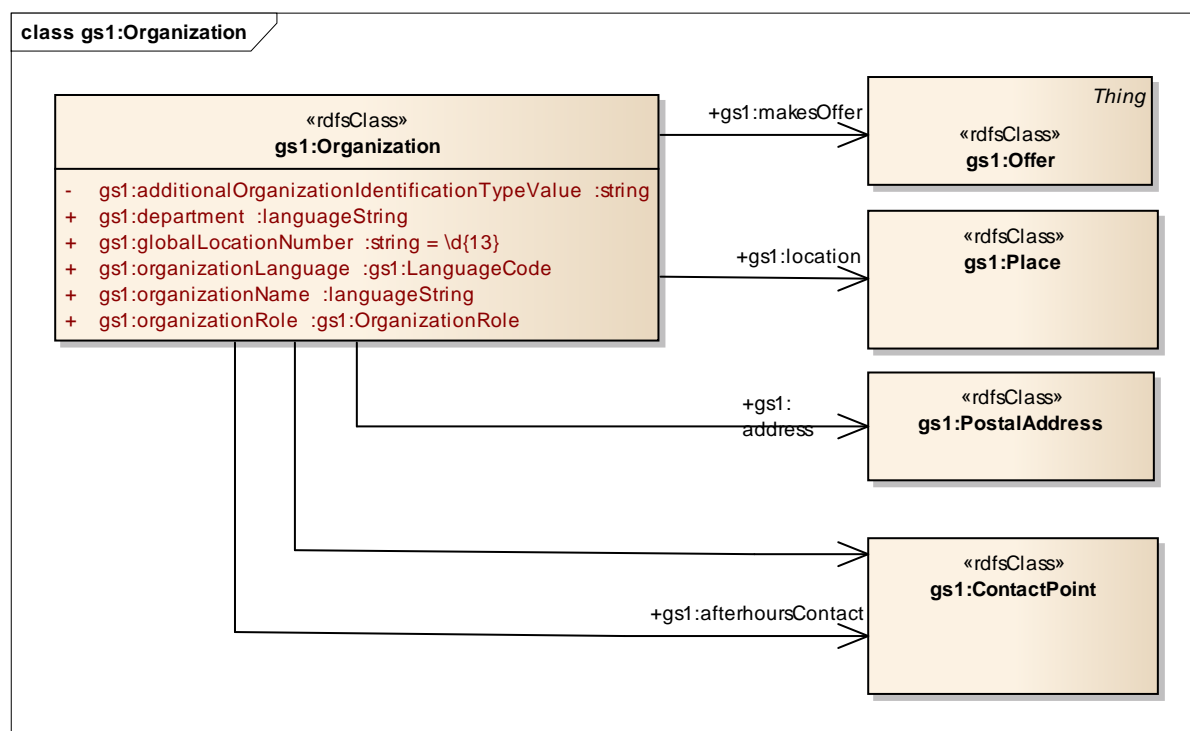 class gs1:Organization
«rdfsClass»
gs1:Organization
- gs1:additionalOrganizationIdentificationTypeValue :string
+ gs1:department :languageString
+ gs1:globalLocationNumber :string = \d{13}
+ gs1:organizationLanguage :gs1:LanguageCode
+ gs1:organizationName :languageString
+ gs1:organizationRole :gs1:OrganizationRole
+gs1:makesOffer
Thing
«rdfsClass»
gs1:Offer
+gs1:location
«rdfsClass»
gs1:Place
+gs1:
address
«rdfsClass»
gs1:PostalAddress
+gs1:afterhoursContact
«rdfsClass»
gs1:ContactPoint